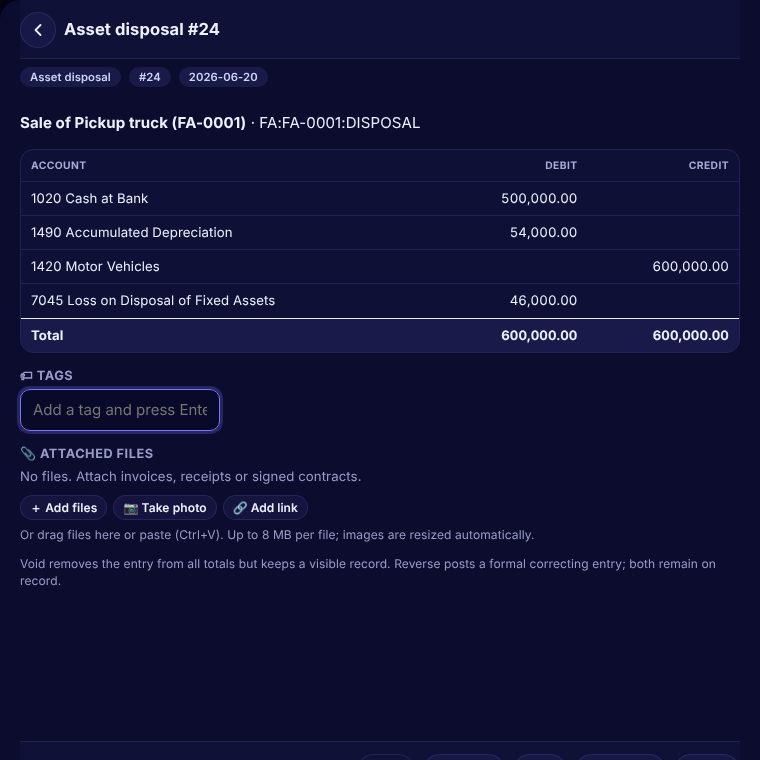 Asset disposal #24
Asset disposal #24 2026-06-20
Sale of Pickup truck (FA-0001) · FA:FA-0001:DISPOSAL
ACCOUNT DEBIT CREDIT
1020 Cash at Bank 500,000.00
1490 Accumulated Depreciation 54,000.00
1420 Motor Vehicles 600,000.00
7045 Loss on Disposal of Fixed Assets 46,000.00
Total 600,000.00 600,000.00
TAGS
Add a tag and press Ente
ATTACHED FILES
No files. Attach invoices, receipts or signed contracts.
+ Add files Take photo Add link
Or drag files here or paste (Ctrl+V). Up to 8 MB per file; images are resized automatically.
Void removes the entry from all totals but keeps a visible record. Reverse posts a formal correcting entry; both remain on
record.